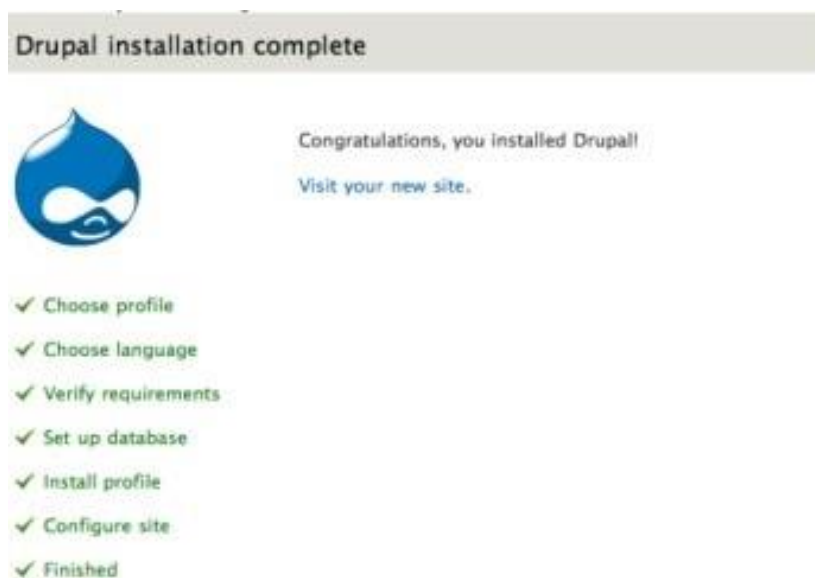 Drupal installation complete
Congratulations, you installed Drupal!
Visit your new site.
Choose profile
Choose language
Verify requirements
Set up database
Install profile
Configure site
Finished